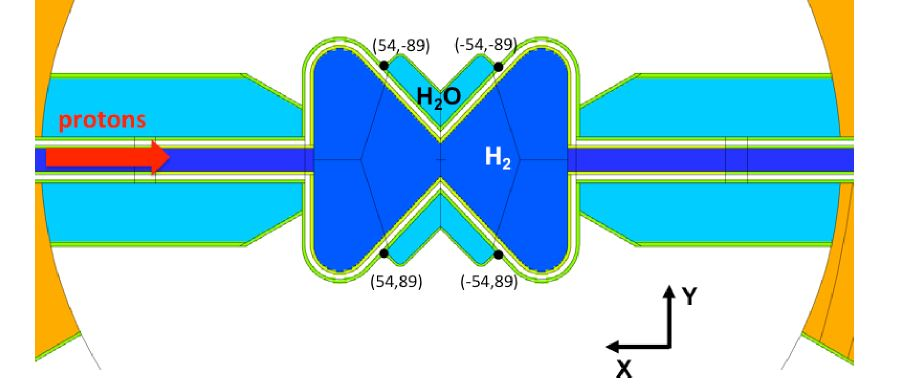 (54,-89) (-54,-89)
H₂O
protons
H₂
(54,89) (-54,89)
Y
X